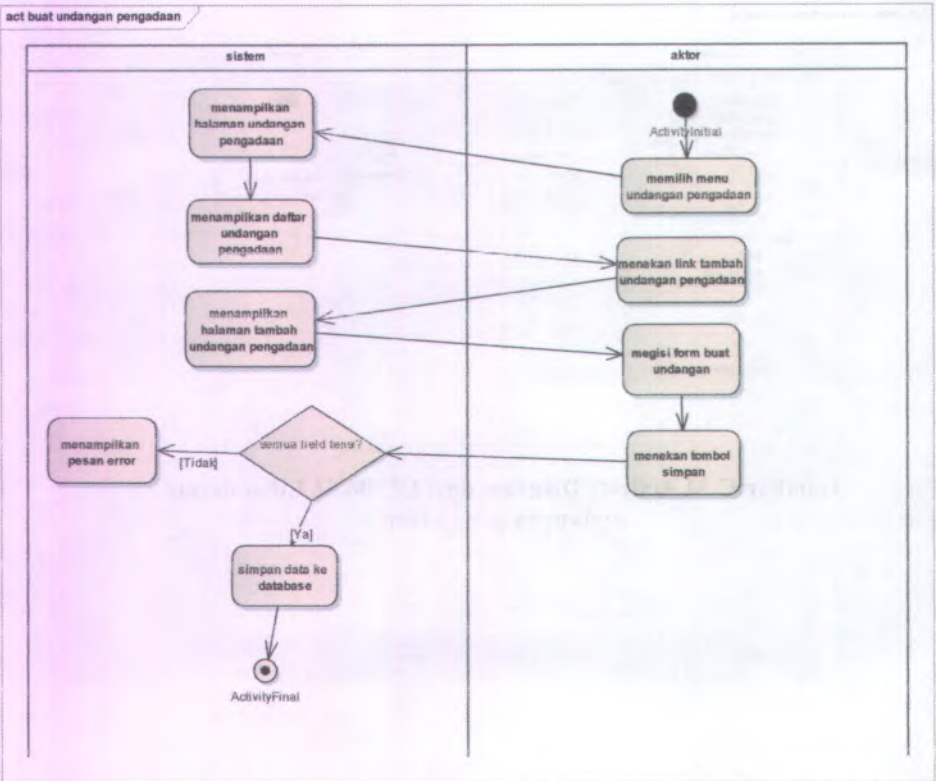 act buat undangan pengadaan
sistem
aktor
menampilkan
halaman undangan
pengadaan
ActivityInitial
memilih menu
undangan pengadaan
menampilkan daftar
undangan
pengadaan
menekan link tambah
undangan pengadaan
menampilkan
halaman tambah
undangan pengadaan
megisi form buat
undangan
semua field
menampilkan
pesan error
[Tidak]
menekan tombol
simpan
[Ya]
simpan data ke
database
ActivityFinal